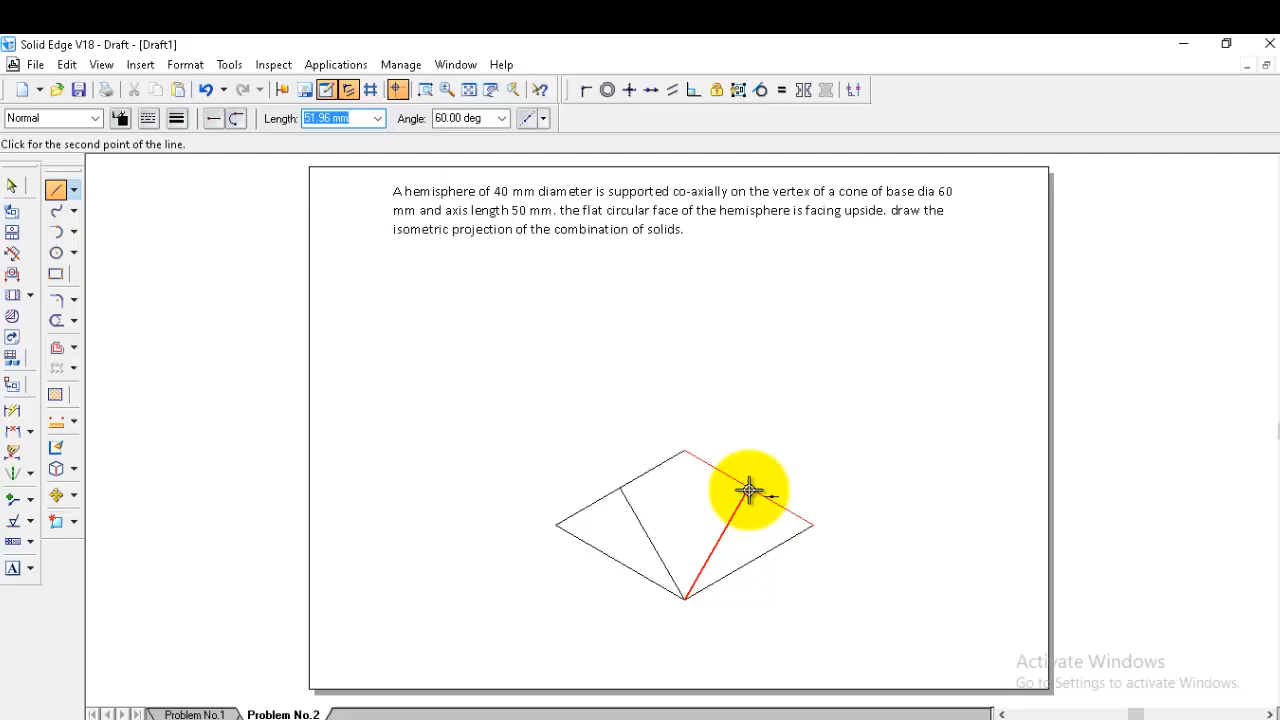 Solid Edge V18 - Draft - [Draft1]
File Edit View Insert Format Tools Inspect Applications Manage Window Help
Normal Length: 51.96 mm Angle: 60.00 deg
Click for the second point of the line.
A hemisphere of 40 mm diameter is supported co-axially on the vertex of a cone of base dia 60
mm and axis length 50 mm. the flat circular face of the hemisphere is facing upside. draw the
isometric projection of the combination of solids.
Activate Windows
Go to Settings to activate Windows.
Problem No.1 Problem No.2